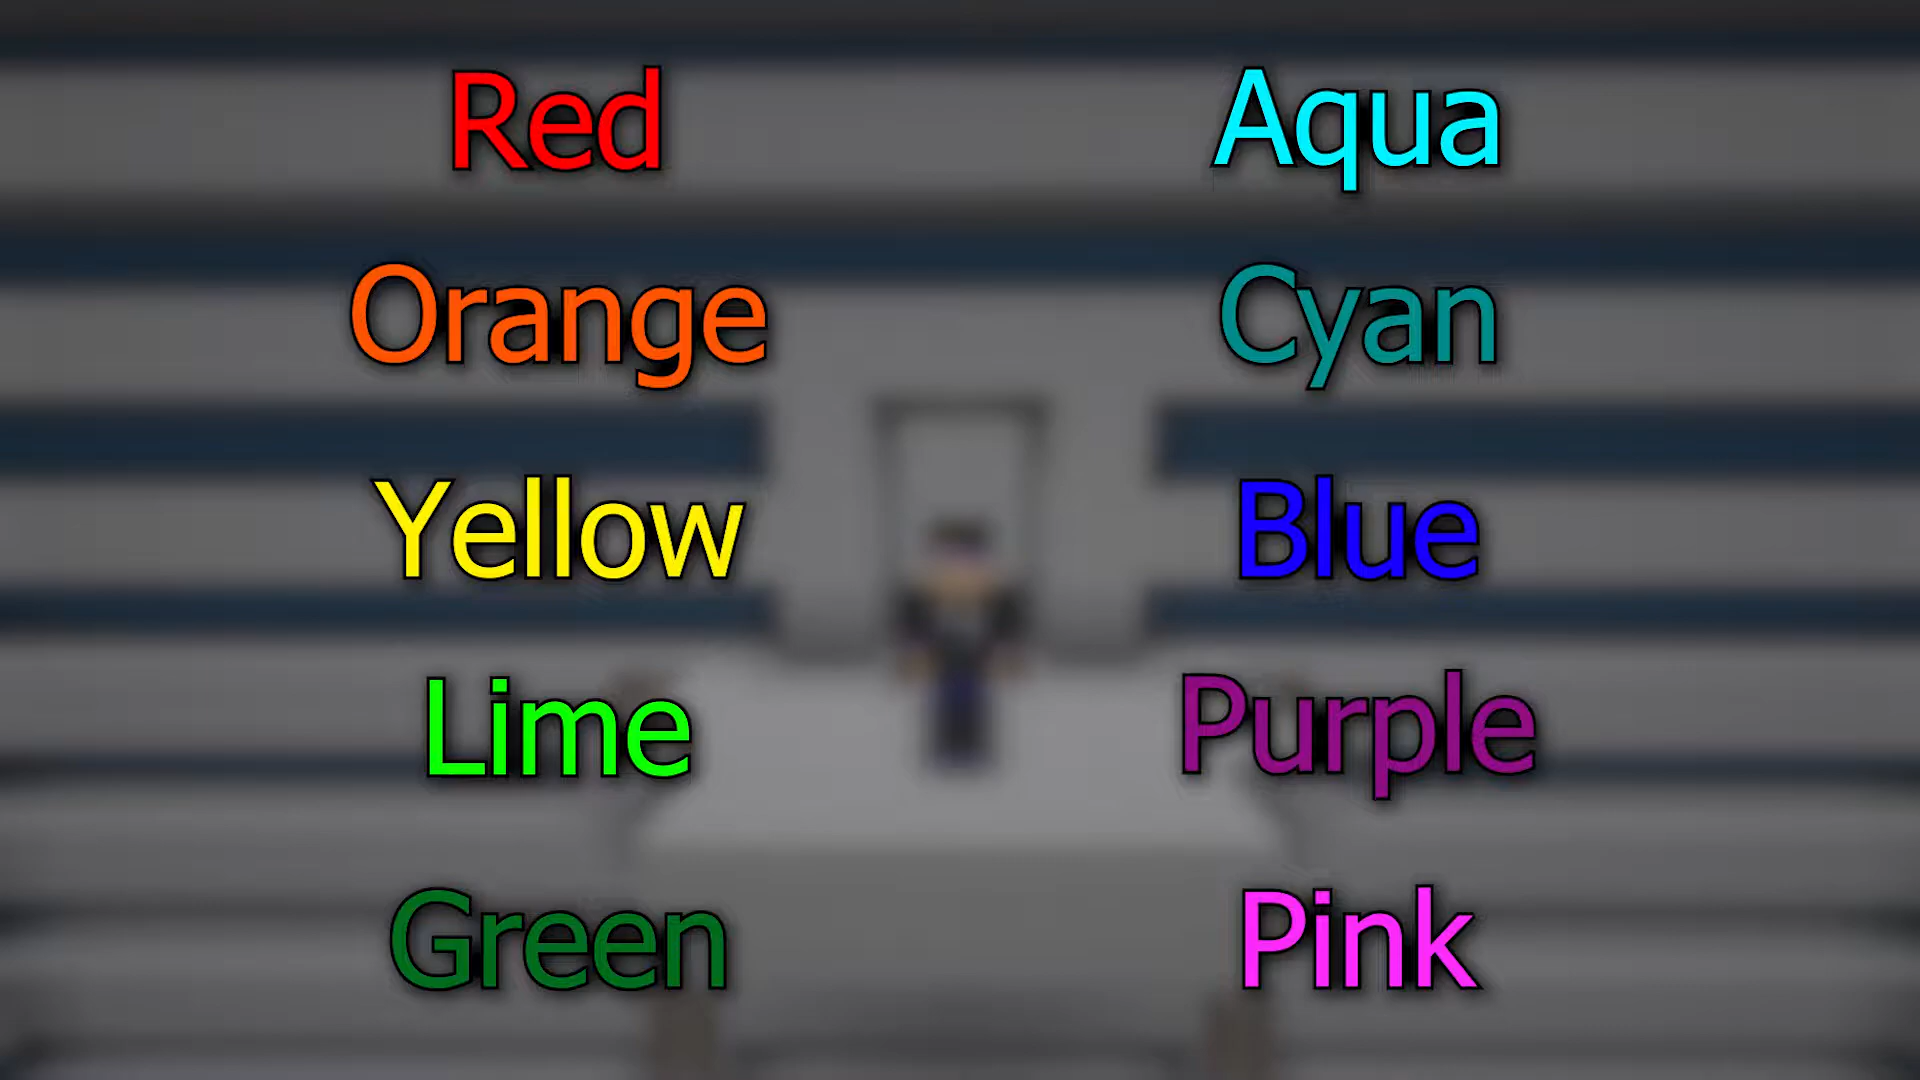 Red
Orange
Yellow
Lime
Green
Aqua
Cyan
Blue
Purple
Pink